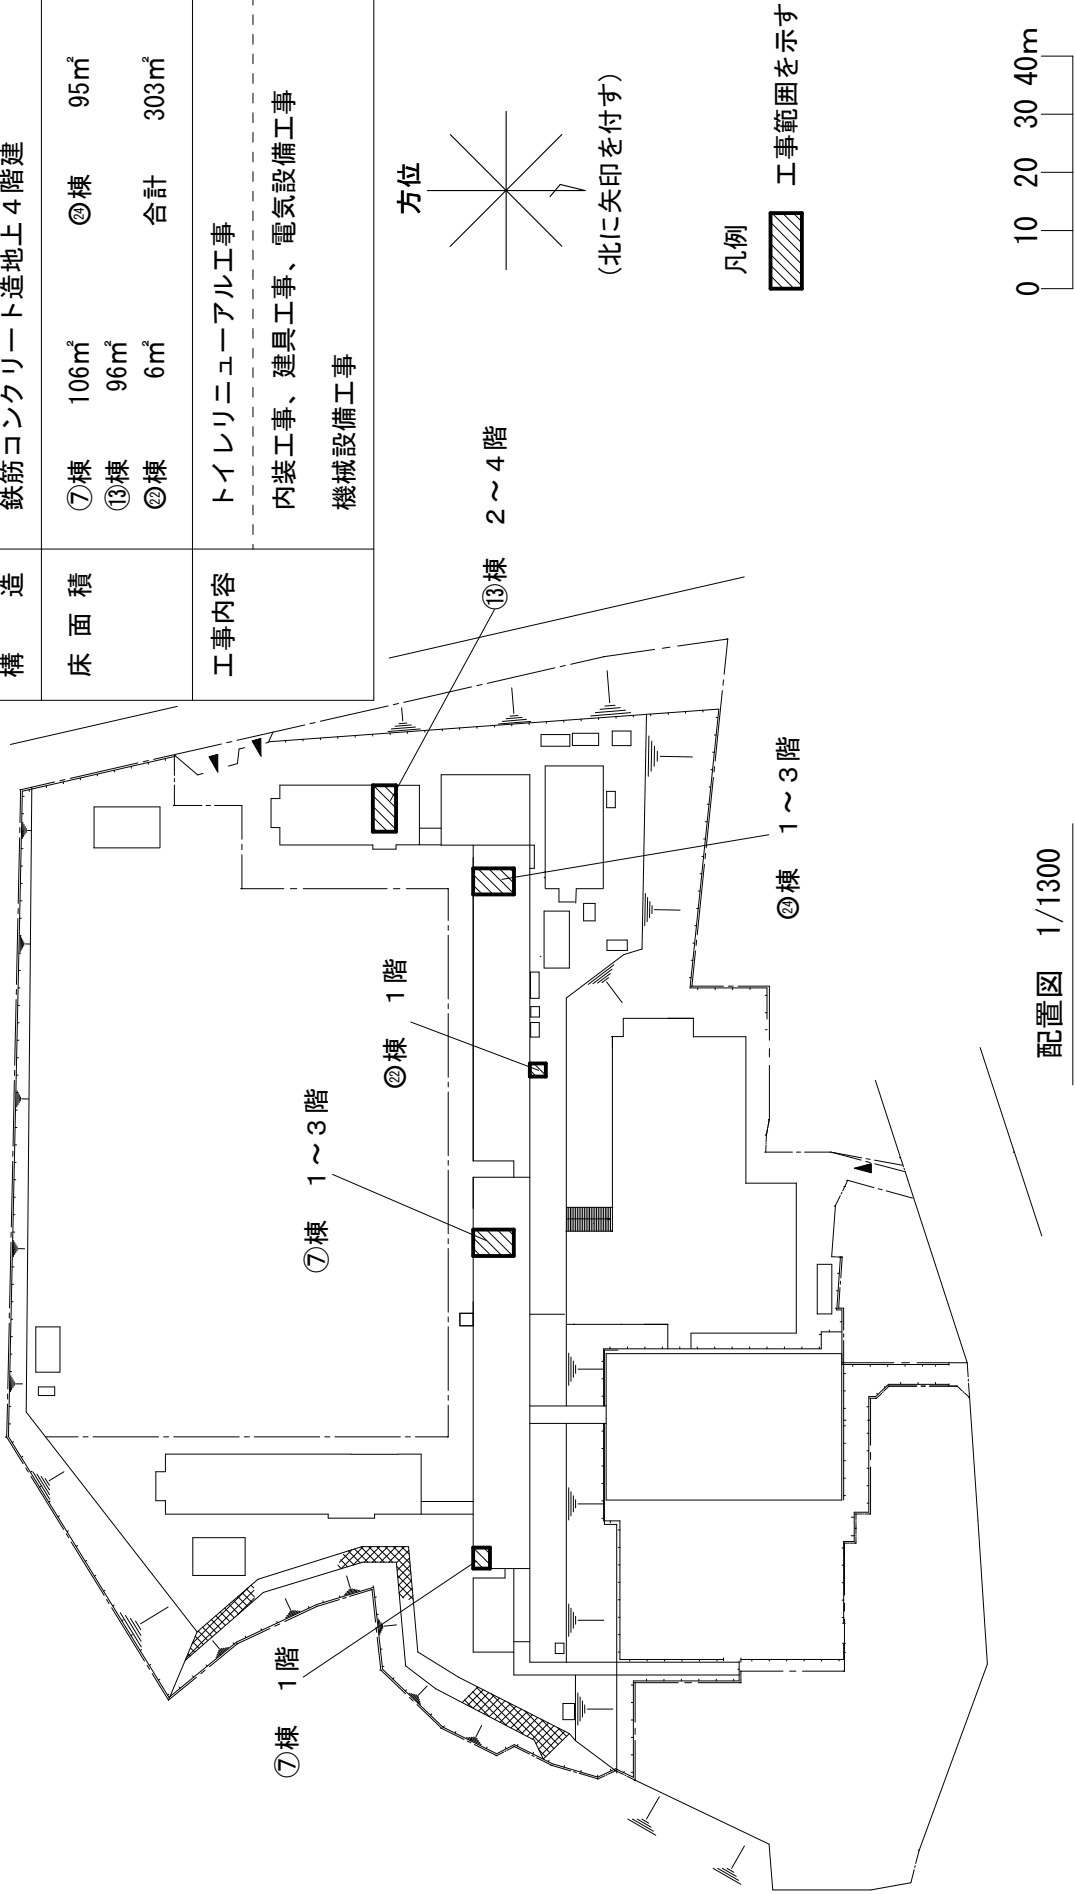 構　　造　鉄筋コンクリート造地上４階建
床 面 積　⑦棟　106㎡　㉔棟　95㎡
⑬棟　96㎡
㉒棟　6㎡　合計　303㎡
工事内容　トイレリニューアル工事
内装工事、建具工事、電気設備工事
機械設備工事
方位
(北に矢印を付す)
凡例
工事範囲を示す
⑦棟　1階
⑦棟　１～３階
㉒棟　１階
⑬棟　２～４階
㉔棟　１～３階
配置図　1/1300
0 10 20 30 40m